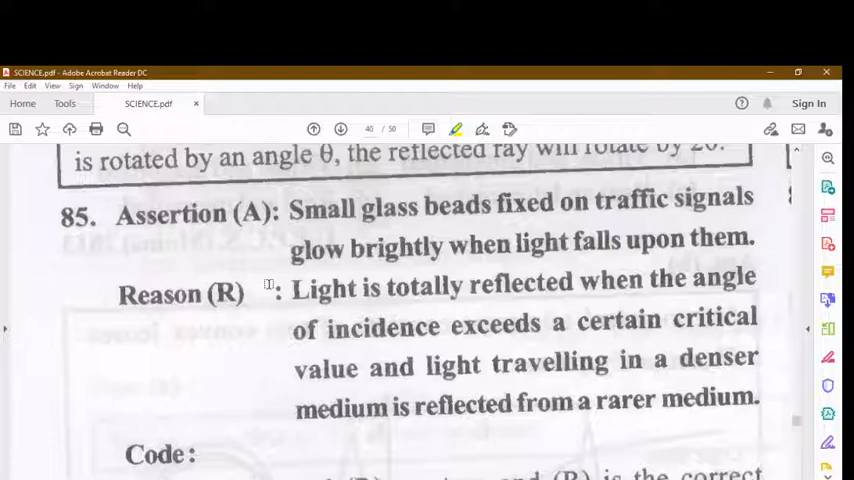 SCIENCE.pdf - Adobe Acrobat Reader DC
File Edit View Sign Window Help
Home Tools SCIENCE.pdf × Sign In
40 / 50
is rotated by an angle θ, the reflected ray will rotate by 2θ.
85. Assertion (A): Small glass beads fixed on traffic signals
glow brightly when light falls upon them.
Reason (R) : Light is totally reflected when the angle
of incidence exceeds a certain critical
value and light travelling in a denser
medium is reflected from a rarer medium.
Code:
(R) is the correct